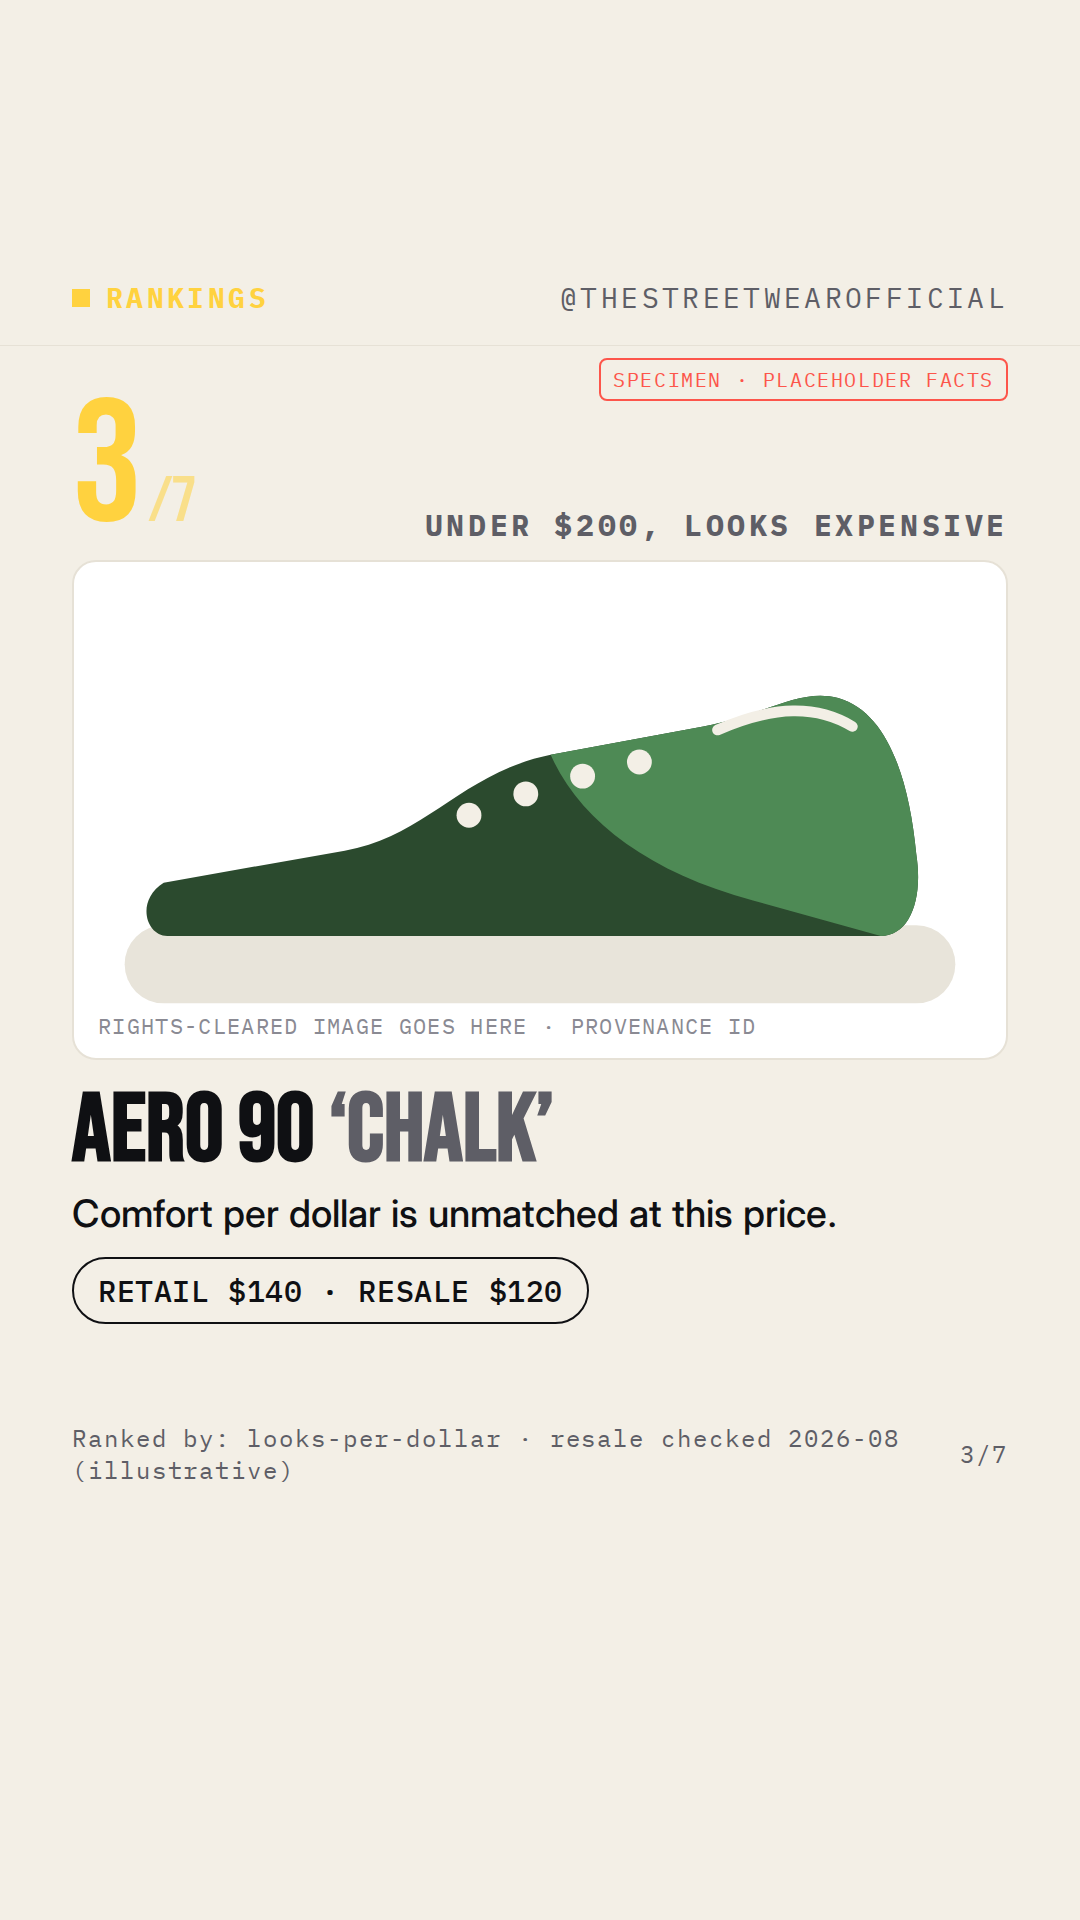 RANKINGS
@THESTREETWEAROFFICIAL
SPECIMEN · PLACEHOLDER FACTS
3/7
UNDER $200, LOOKS EXPENSIVE
RIGHTS-CLEARED IMAGE GOES HERE · PROVENANCE ID
AERO 90 ‘CHALK’
Comfort per dollar is unmatched at this price.
RETAIL $140 · RESALE $120
Ranked by: looks-per-dollar · resale checked 2026-08
(illustrative)
3/7